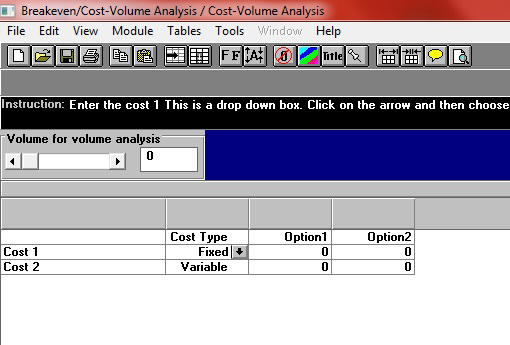 Breakeven/Cost-Volume Analysis / Cost-Volume Analysis
File Edit View Module Tables Tools Window Help
FF A Title
Instruction: Enter the cost 1 This is a drop down box. Click on the arrow and then choose
Volume for volume analysis
0
Cost Type Option1 Option2
Cost 1 Fixed 0 0
Cost 2 Variable 0 0